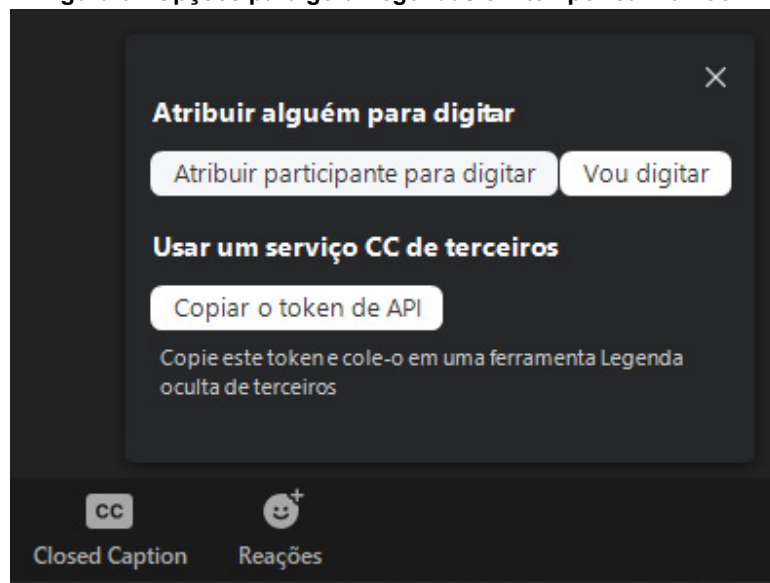 Atribuir alguém para digitar
Atribuir participante para digitar Vou digitar
Usar um serviço CC de terceiros
Copiar o token de API
Copie este token e cole-o em uma ferramenta Legenda
oculta de terceiros
CC
Closed Caption Reações